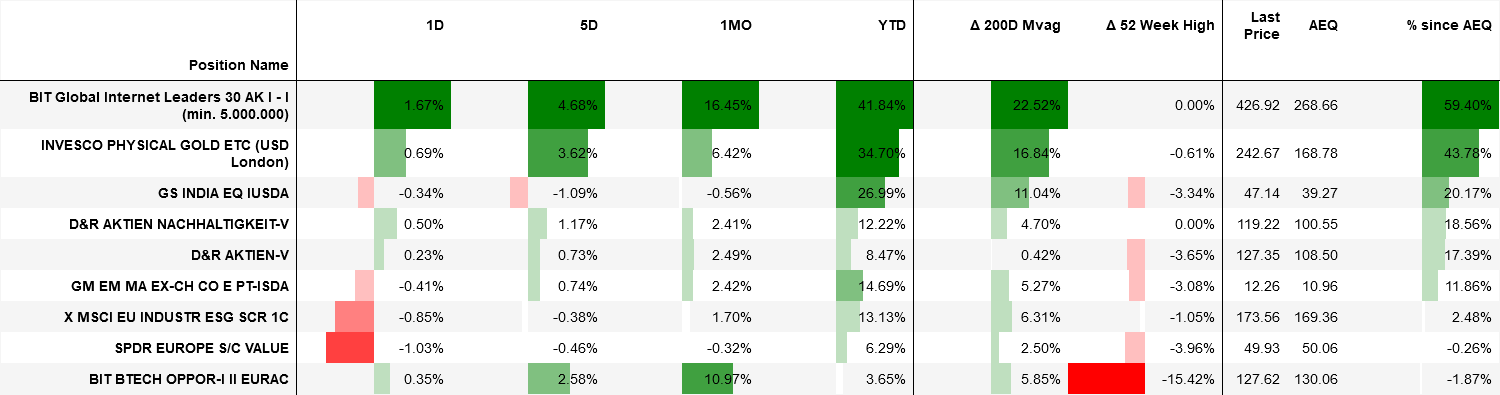 Position Name 1D 5D 1MO YTD Δ 200D Mvag Δ 52 Week High Last Price AEQ % since AEQ
BIT Global Internet Leaders 30 AK I - I
(min. 5.000.000) 1.67% 4.68% 16.45% 41.84% 22.52% 0.00% 426.92 268.66 59.40%
INVESCO PHYSICAL GOLD ETC (USD
London) 0.69% 3.62% 6.42% 34.70% 16.84% -0.61% 242.67 168.78 43.78%
GS INDIA EQ IUSDA -0.34% -1.09% -0.56% 26.99% 11.04% -3.34% 47.14 39.27 20.17%
D&R AKTIEN NACHHALTIGKEIT-V 0.50% 1.17% 2.41% 12.22% 4.70% 0.00% 119.22 100.55 18.56%
D&R AKTIEN-V 0.23% 0.73% 2.49% 8.47% 0.42% -3.65% 127.35 108.50 17.39%
GM EM MA EX-CH CO E PT-ISDA -0.41% 0.74% 2.42% 14.69% 5.27% -3.08% 12.26 10.96 11.86%
X MSCI EU INDUSTR ESG SCR 1C -0.85% -0.38% 1.70% 13.13% 6.31% -1.05% 173.56 169.36 2.48%
SPDR EUROPE S/C VALUE -1.03% -0.46% -0.32% 6.29% 2.50% -3.96% 49.93 50.06 -0.26%
BIT BTECH OPPOR-I II EURAC 0.35% 2.58% 10.97% 3.65% 5.85% -15.42% 127.62 130.06 -1.87%